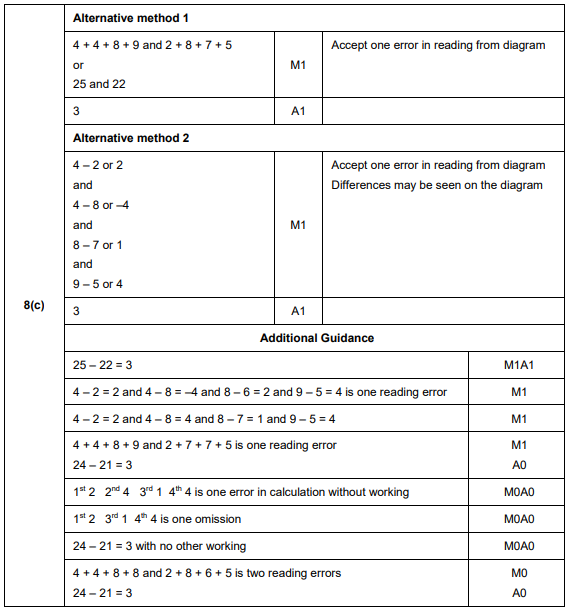 8(c)
Alternative method 1
4 + 4 + 8 + 9 and 2 + 8 + 7 + 5
or
25 and 22
M1
Accept one error in reading from diagram
3
A1
Alternative method 2
4 – 2 or 2
and
4 – 8 or –4
and
8 – 7 or 1
and
9 – 5 or 4
M1
Accept one error in reading from diagram
Differences may be seen on the diagram
3
A1
Additional Guidance
25 – 22 = 3
M1A1
4 – 2 = 2 and 4 – 8 = –4 and 8 – 6 = 2 and 9 – 5 = 4 is one reading error
M1
4 – 2 = 2 and 4 – 8 = 4 and 8 – 7 = 1 and 9 – 5 = 4
M1
4 + 4 + 8 + 9 and 2 + 7 + 7 + 5 is one reading error
M1
24 – 21 = 3
A0
1st 2 2nd 4 3rd 1 4th 4 is one error in calculation without working
M0A0
1st 2 3rd 1 4th 4 is one omission
M0A0
24 – 21 = 3 with no other working
M0A0
4 + 4 + 8 + 8 and 2 + 8 + 6 + 5 is two reading errors
M0
24 – 21 = 3
A0